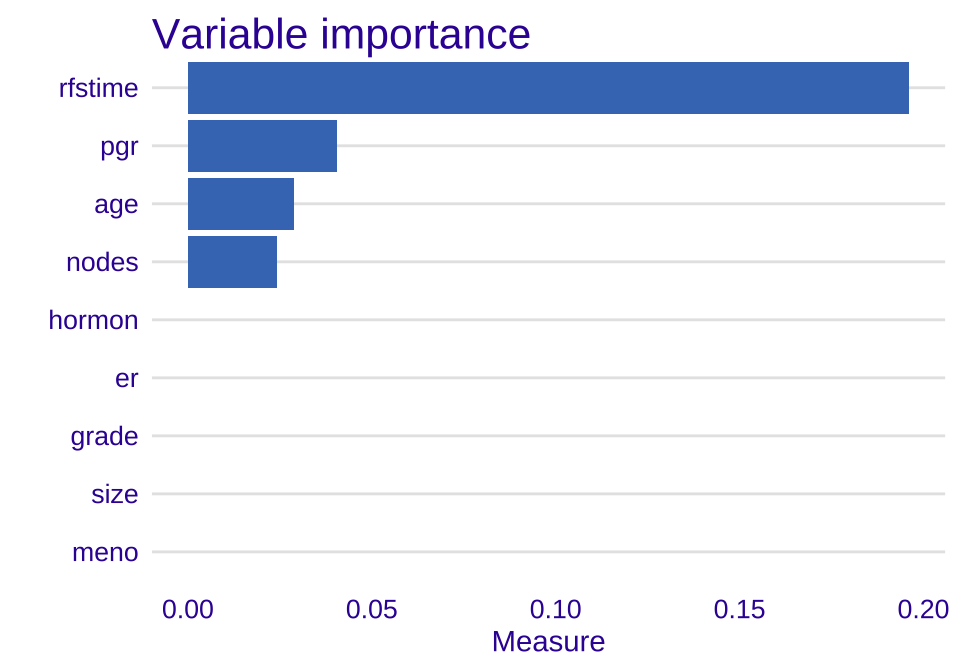 Variable importance
rfstime
pgr
age
nodes
hormon
er
grade
size
meno
0.00 0.05 0.10 0.15 0.20
Measure